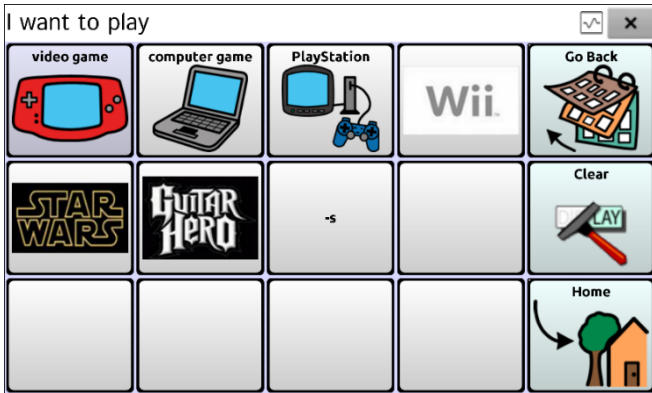 I want to play
video game
computer game
PlayStation
Wii
Go Back
STAR
WARS
GUITAR
HERO
-s
Clear
DISPLAY
Home